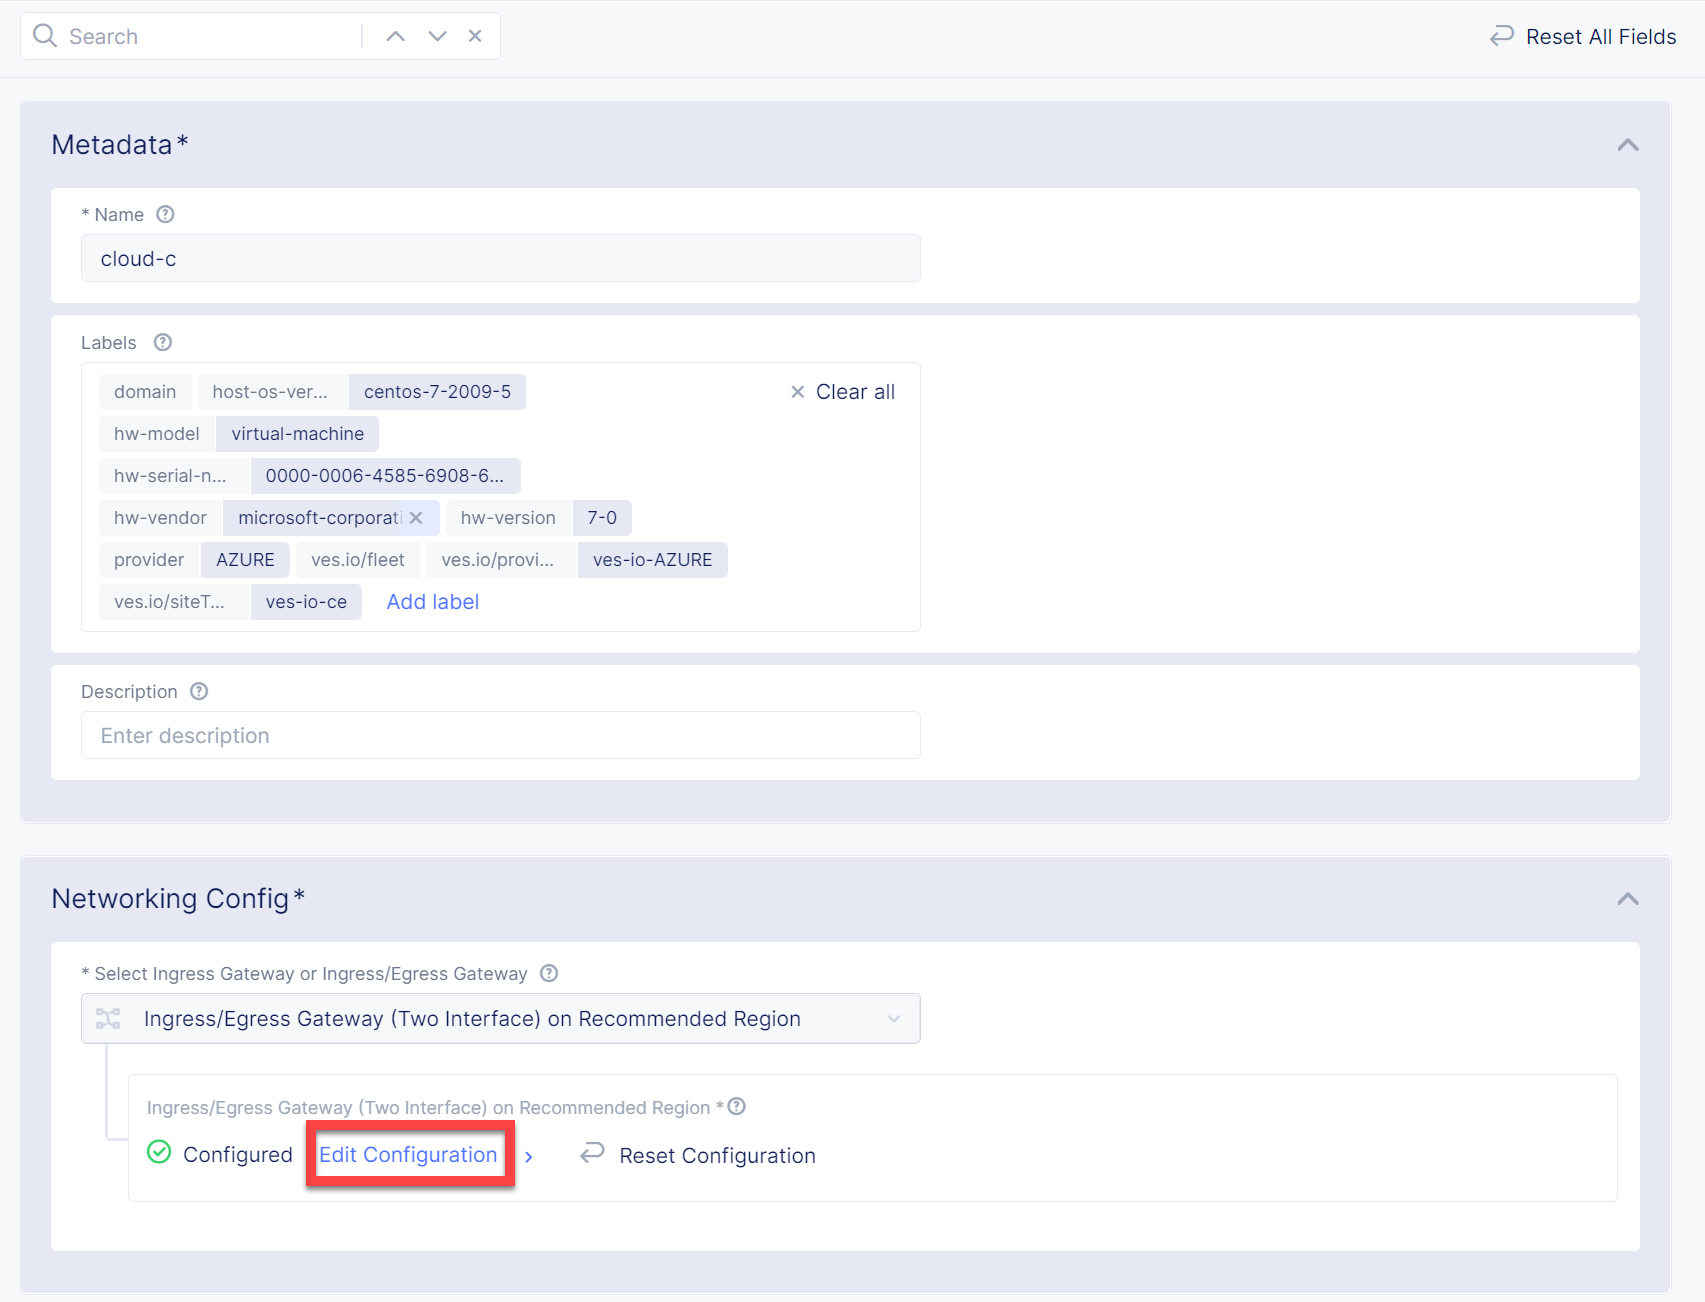 Search
Reset All Fields
Metadata*
* Name
cloud-c
Labels
domain host-os-ver... centos-7-2009-5
Clear all
hw-model virtual-machine
hw-serial-n... 0000-0006-4585-6908-6...
hw-vendor microsoft-corporati hw-version 7-0
provider AZURE ves.io/fleet ves.io/provi... ves-io-AZURE
ves.io/siteT... ves-io-ce Add label
Description
Enter description
Networking Config*
* Select Ingress Gateway or Ingress/Egress Gateway
Ingress/Egress Gateway (Two Interface) on Recommended Region
Ingress/Egress Gateway (Two Interface) on Recommended Region *
Configured Edit Configuration Reset Configuration